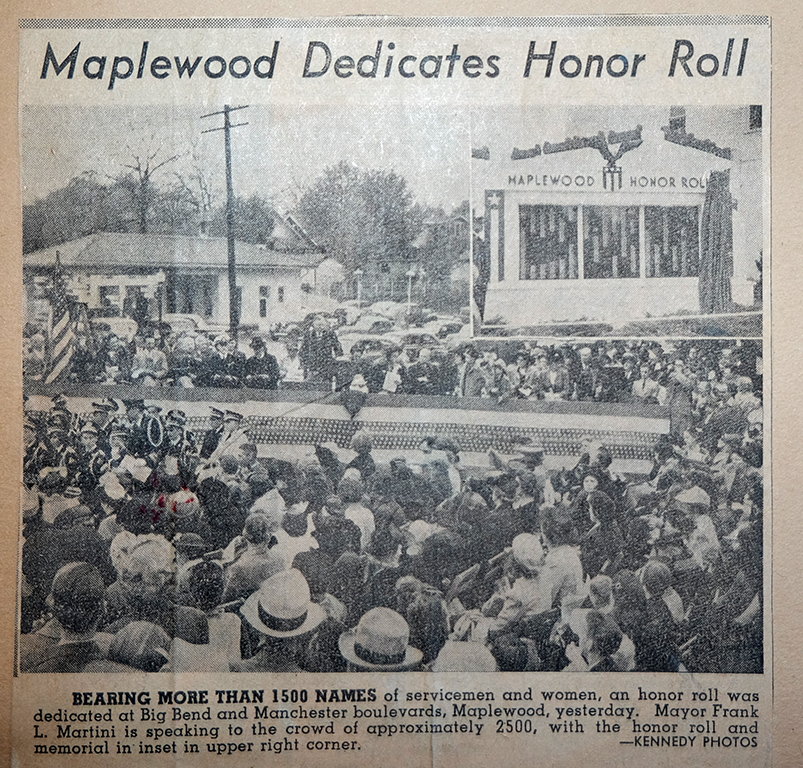 Maplewood Dedicates Honor Roll
MAPLEWOOD HONOR ROLL
BEARING MORE THAN 1500 NAMES of servicemen and women, an honor roll was
dedicated at Big Bend and Manchester boulevards, Maplewood, yesterday. Mayor Frank
L. Martini is speaking to the crowd of approximately 2500, with the honor roll and
memorial in inset in upper right corner.
—KENNEDY PHOTOS